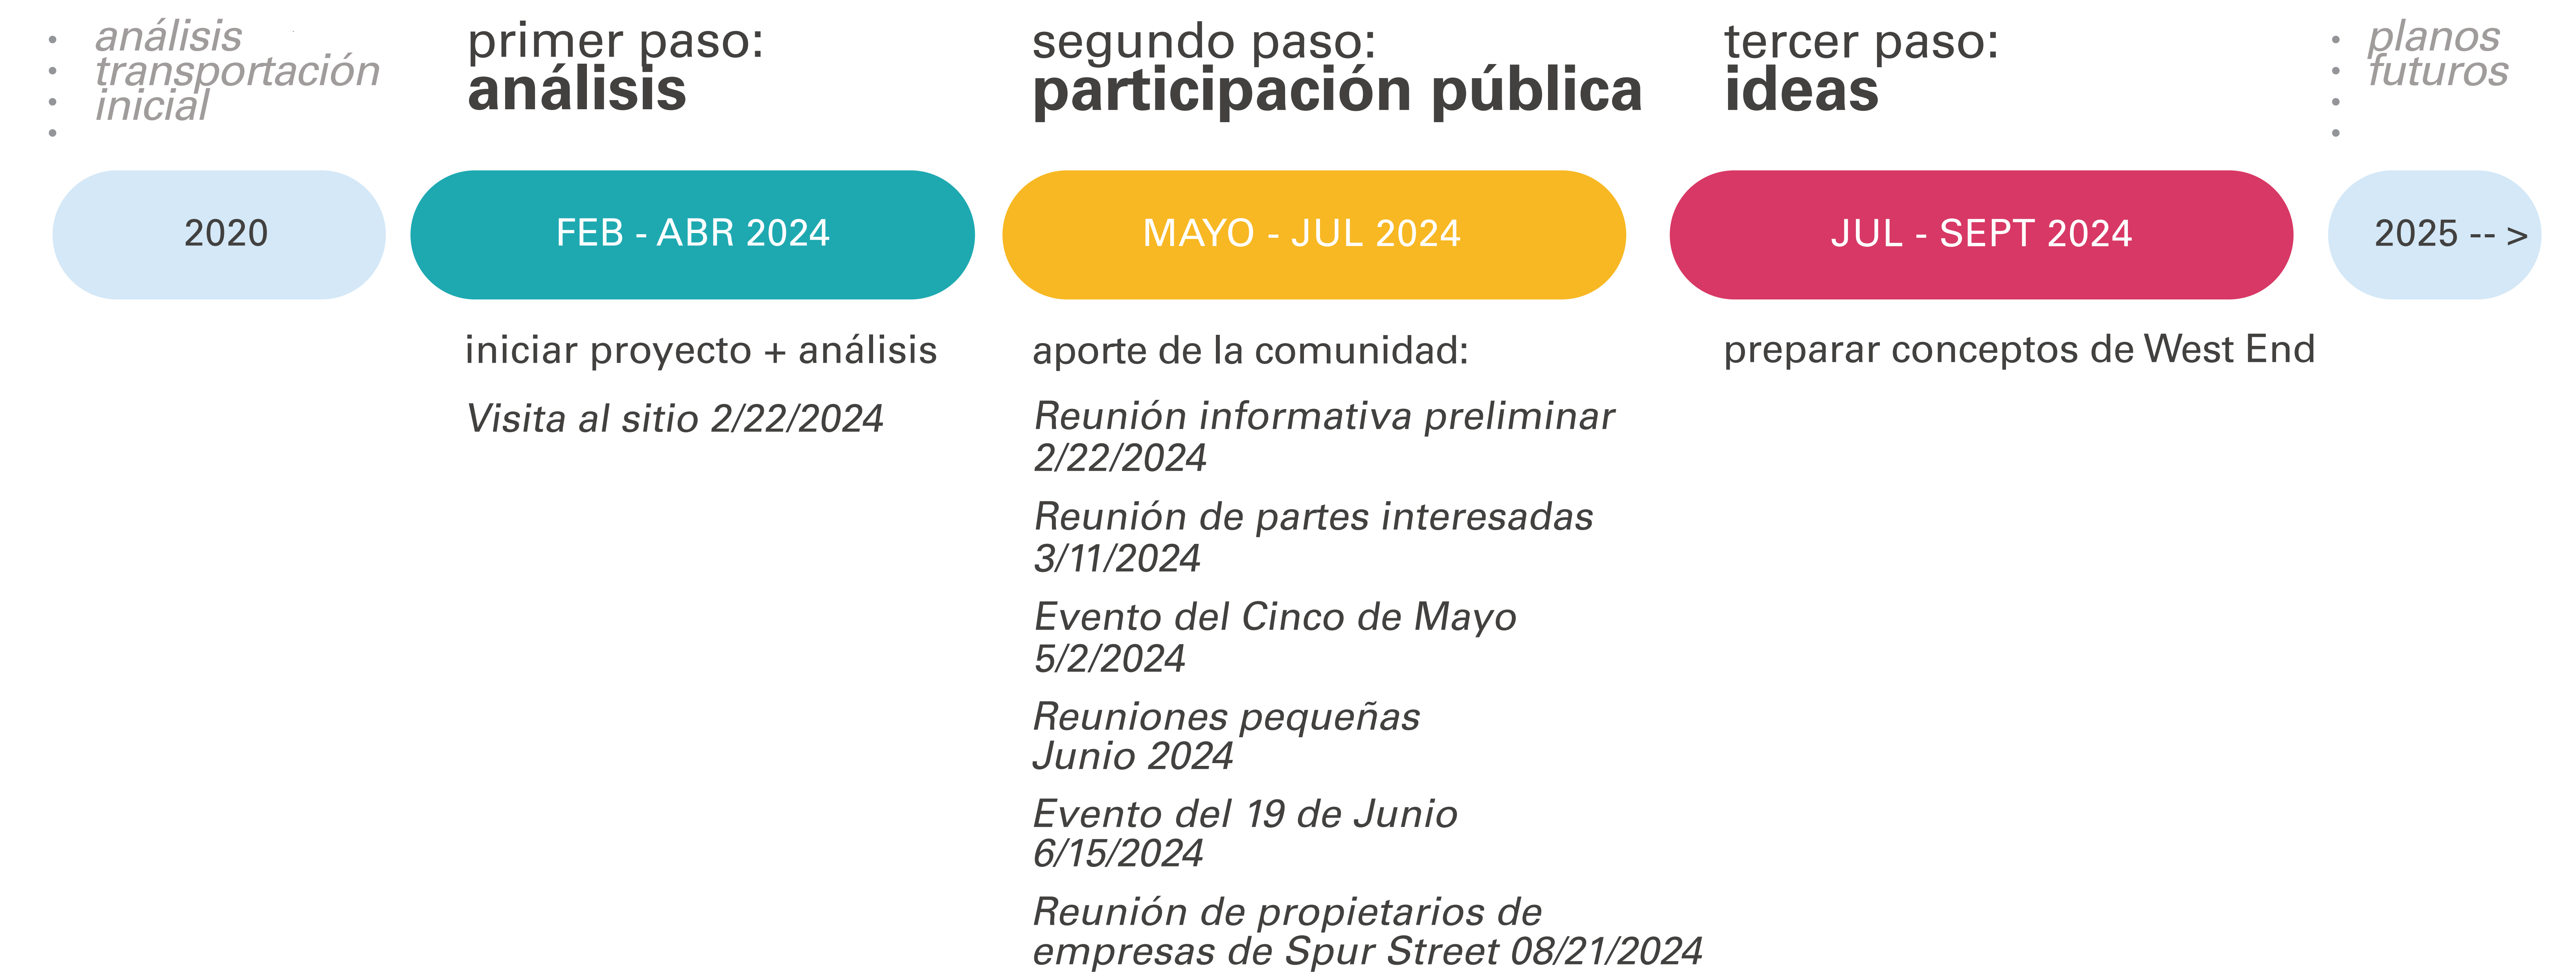 análisis
transportación
inicial
primer paso:
análisis
segundo paso:
participación pública
tercer paso:
ideas
planos
futuros
2020
FEB - ABR 2024
MAYO - JUL 2024
JUL - SEPT 2024
2025 -- >
iniciar proyecto + análisis
Visita al sitio 2/22/2024
aporte de la comunidad:
Reunión informativa preliminar
2/22/2024
Reunión de partes interesadas
3/11/2024
Evento del Cinco de Mayo
5/2/2024
Reuniones pequeñas
Junio 2024
Evento del 19 de Junio
6/15/2024
Reunión de propietarios de
empresas de Spur Street 08/21/2024
preparar conceptos de West End